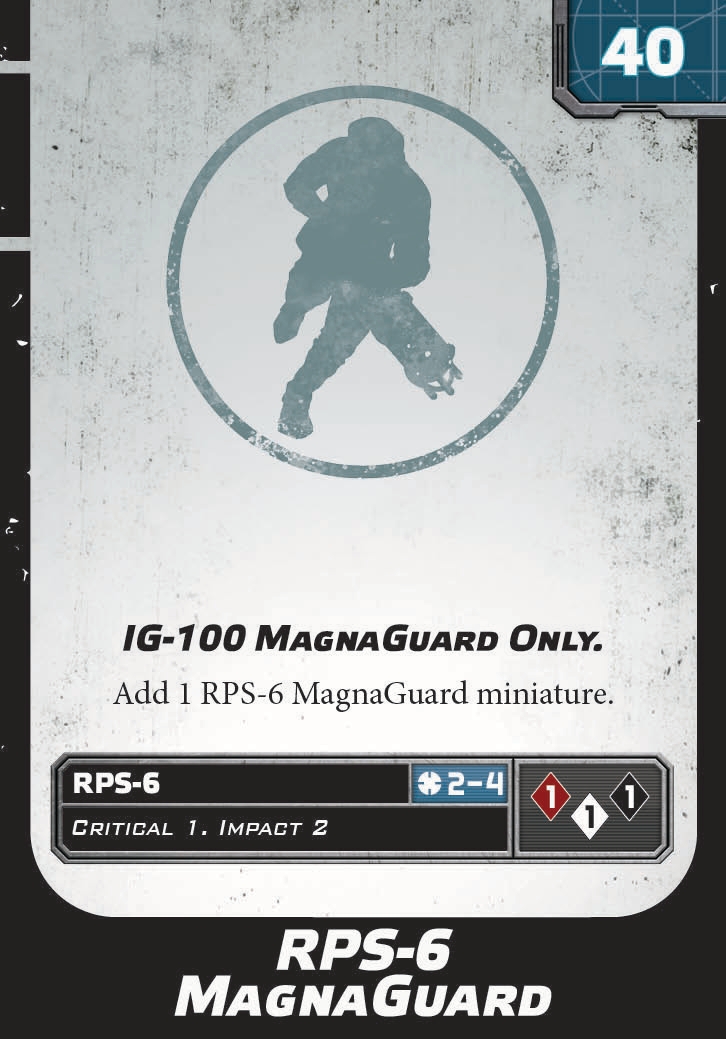 40
IG-100 MAGNAGUARD ONLY.
Add 1 RPS-6 MagnaGuard miniature.
RPS-6 2–4
CRITICAL 1. IMPACT 2
1 1 1
RPS-6
MAGNAGUARD